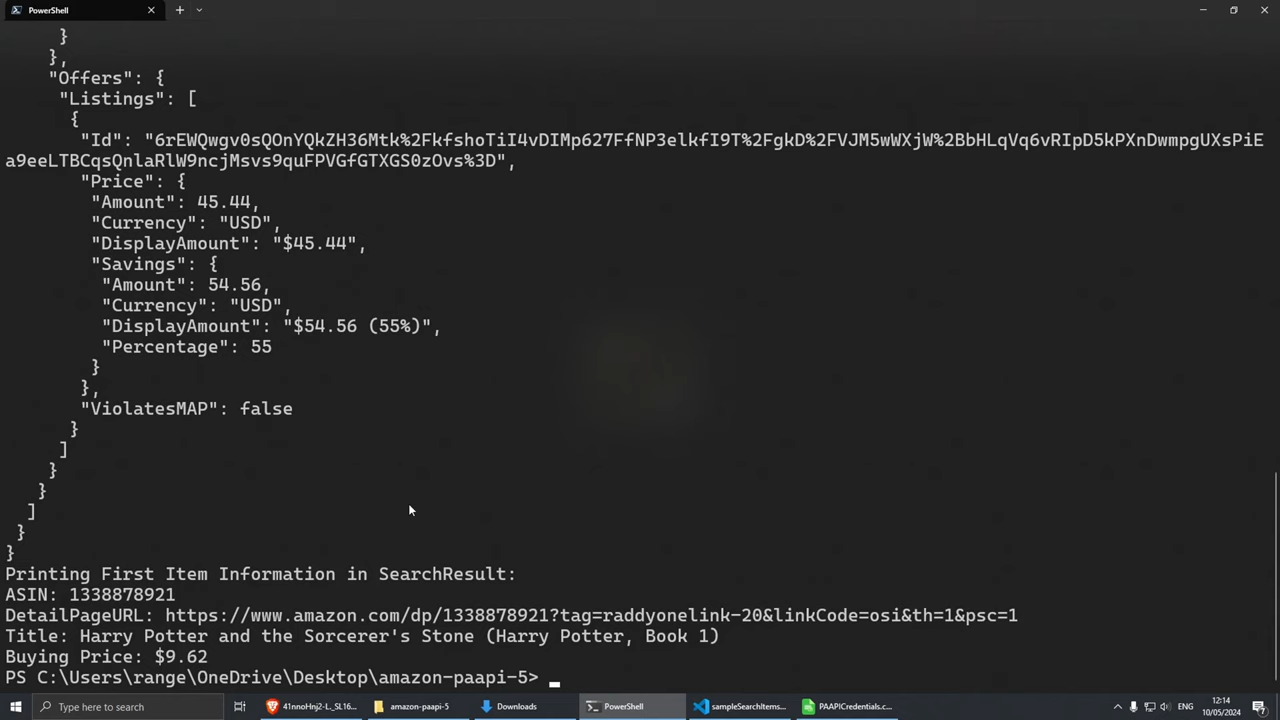 PowerShell
}
},
"Offers": {
"Listings": [
{
"Id": "6rEWQwgv0sQOnYQkZH36Mtk%2FkfshoTiI4vDIMp627FfNP3elkfI9T%2FgkD%2FVJM5wWXjW%2BbHLqVq6vRIpD5kPXnDwmpgUXsPiE
a9eeLTBCqsQnlaRlW9ncjMsvs9quFPVGfGTXGS0zOvs%3D",
"Price": {
"Amount": 45.44,
"Currency": "USD",
"DisplayAmount": "$45.44",
"Savings": {
"Amount": 54.56,
"Currency": "USD",
"DisplayAmount": "$54.56 (55%)",
"Percentage": 55
}
},
"ViolatesMAP": false
}
]
}
}
]
}
}
Printing First Item Information in SearchResult:
ASIN: 1338878921
DetailPageURL: https://www.amazon.com/dp/1338878921?tag=raddyonelink-20&linkCode=osi&th=1&psc=1
Title: Harry Potter and the Sorcerer's Stone (Harry Potter, Book 1)
Buying Price: $9.62
PS C:\Users\range\OneDrive\Desktop\amazon-paapi-5>
Type here to search
41nnoHnj2-L._SL16...
amazon-paapi-5
Downloads
PowerShell
sampleSearchItems...
PAAPICredentials.c...
ENG
12:14
10/05/2024